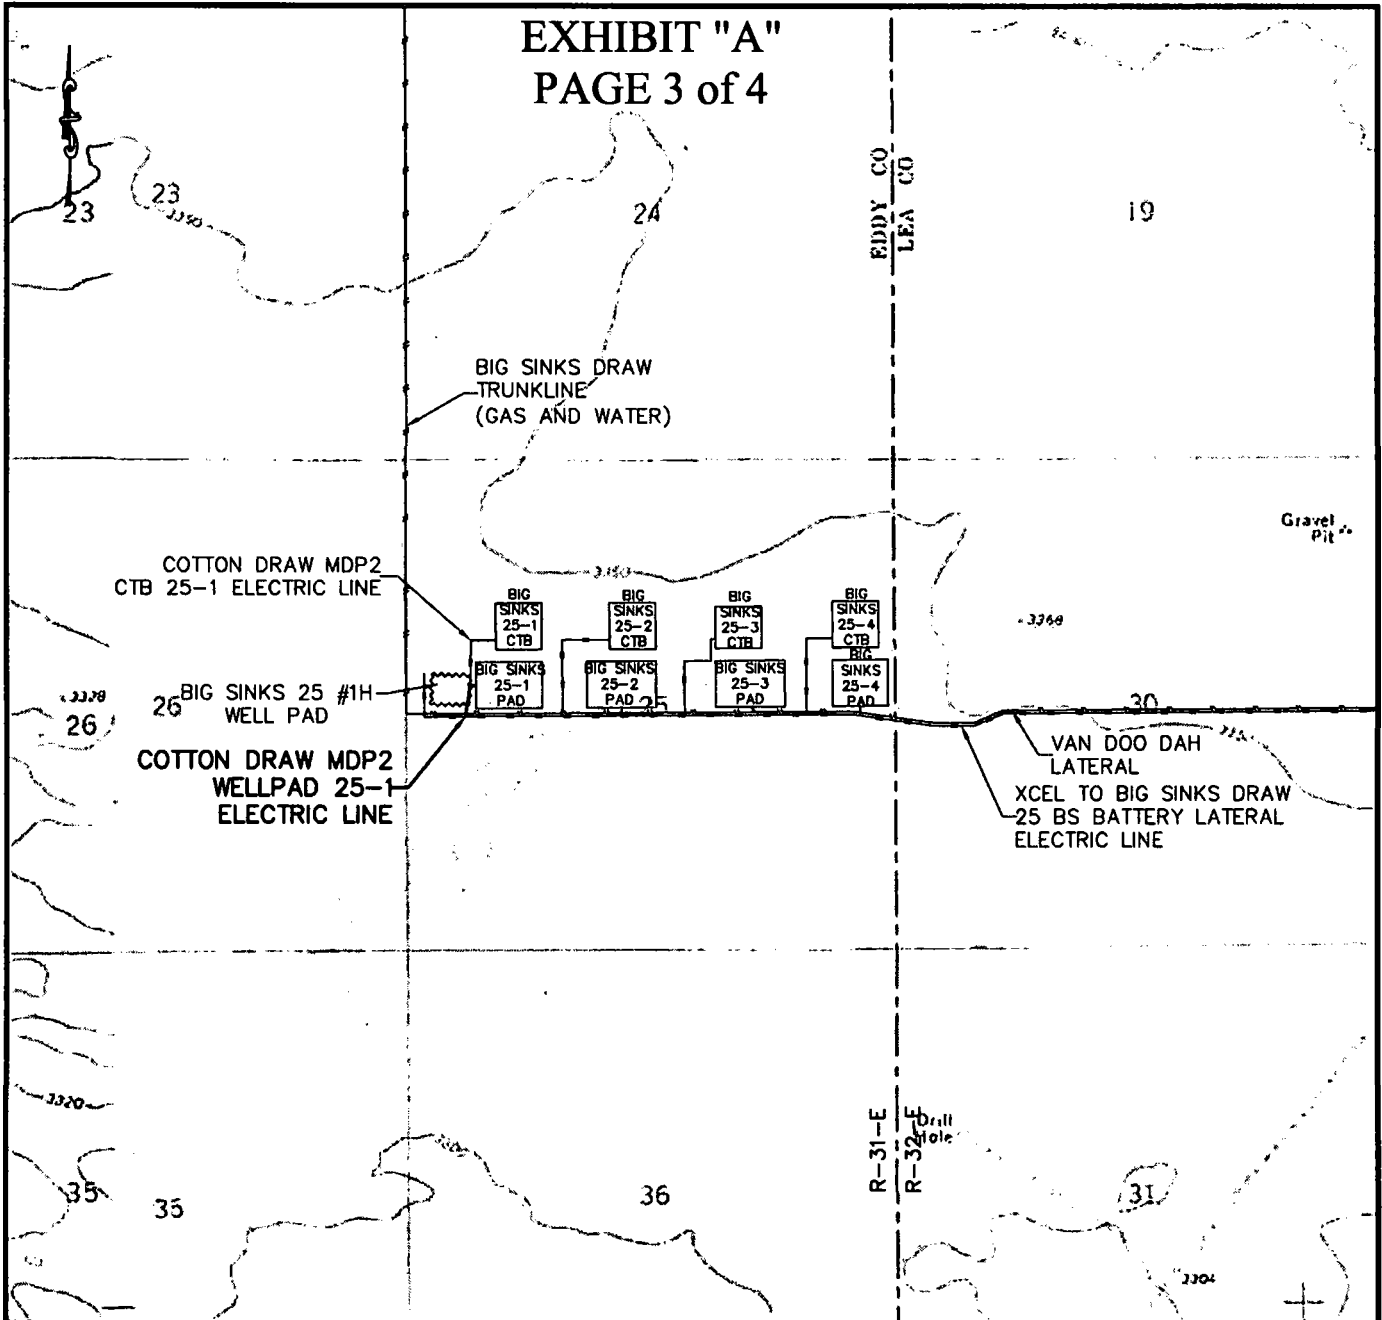 EXHIBIT "A"
PAGE 3 of 4
EDDY CO
LEA CO
23
23
24
19
BIG SINKS DRAW
TRUNKLINE
(GAS AND WATER)
Gravel
Pit
COTTON DRAW MDP2
CTB 25-1 ELECTRIC LINE
BIG
SINKS
25-1
CTB
BIG
SINKS
25-2
CTB
BIG
SINKS
25-3
CTB
BIG
SINKS
25-4
CTB
3368
BIG SINKS
25-1
PAD
BIG SINKS
25-2
PAD
25
BIG SINKS
25-3
PAD
BIG
SINKS
25-4
PAD
3328
26
26
BIG SINKS 25 #1H
WELL PAD
30
COTTON DRAW MDP2
WELLPAD 25-1
ELECTRIC LINE
VAN DOO DAH
LATERAL
XCEL TO BIG SINKS DRAW
25 BS BATTERY LATERAL
ELECTRIC LINE
3320
R-31-E
R-32-E
Drill
Hole
35
35
36
31
3304